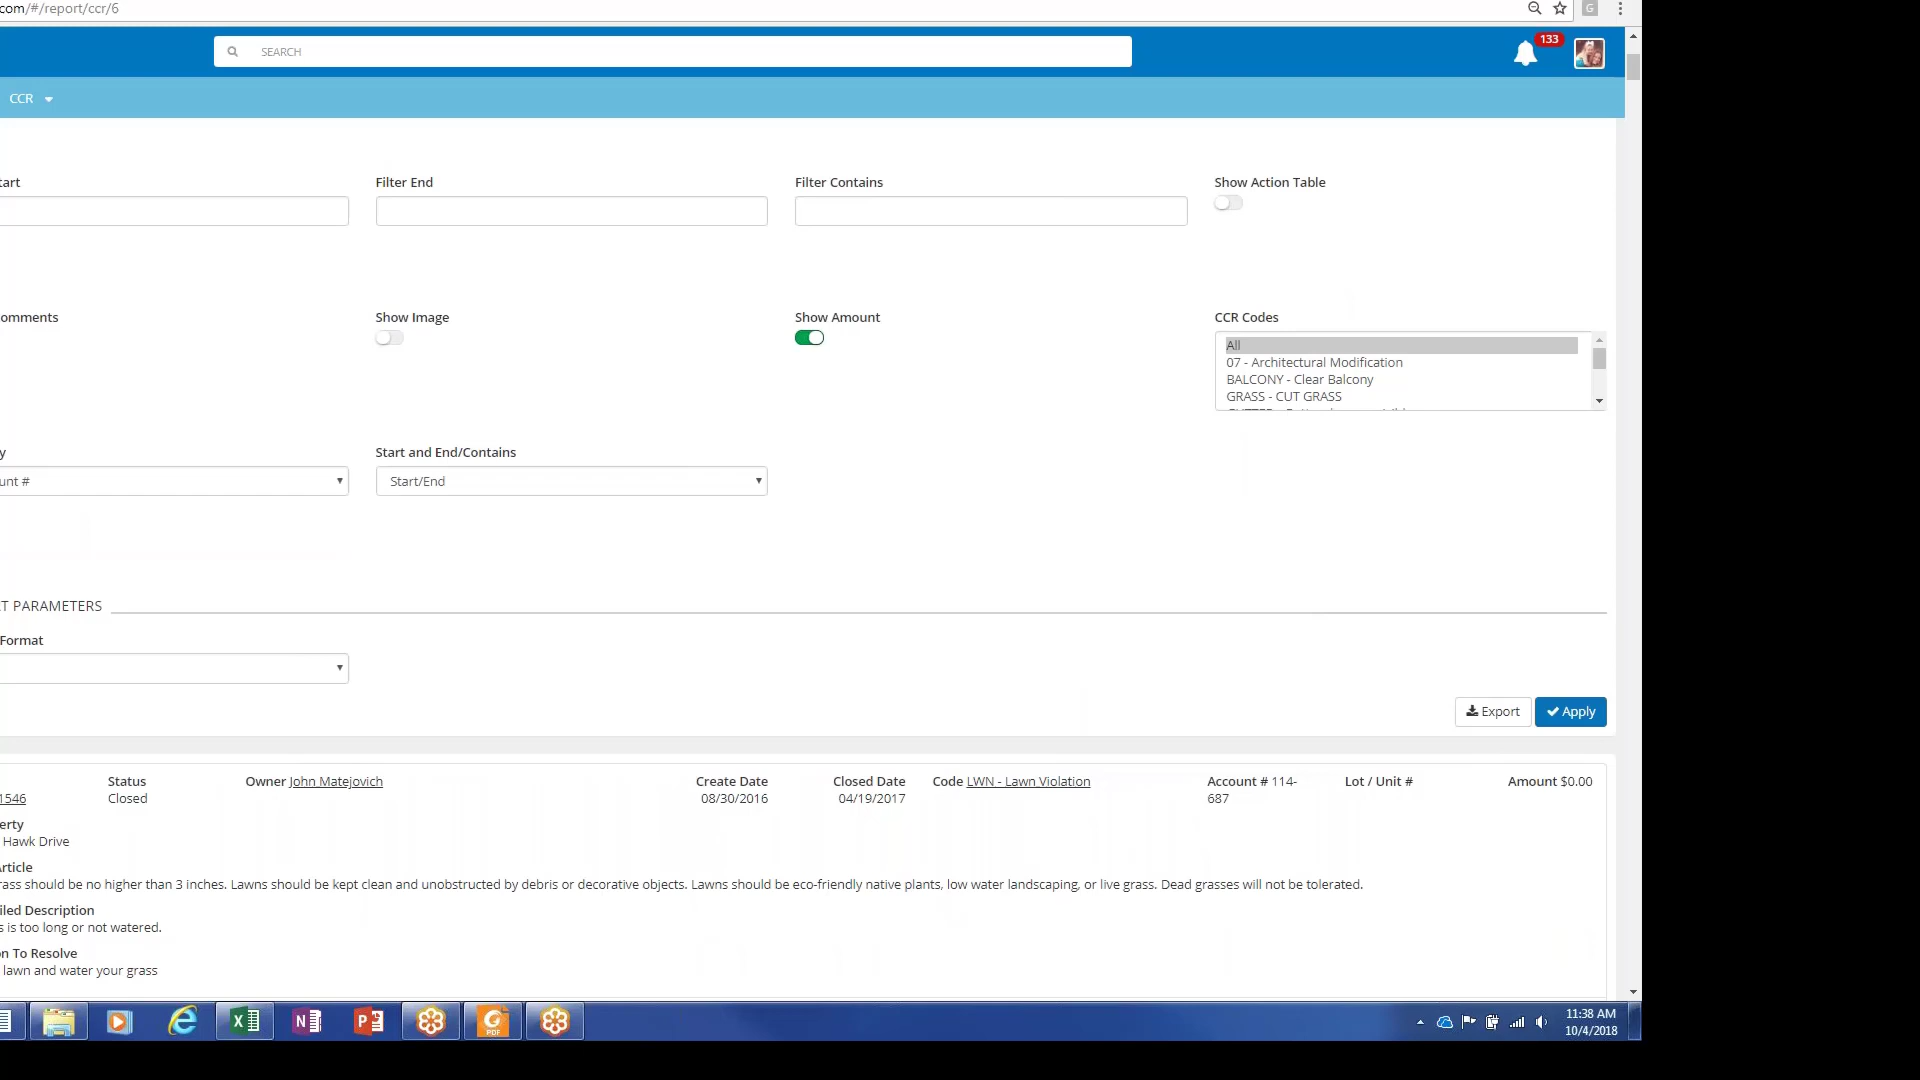 com/#/report/ccr/6
G
SEARCH
133
CCR
tart
Filter End
Filter Contains
Show Action Table
omments
Show Image
Show Amount
CCR Codes
All
07 - Architectural Modification
BALCONY - Clear Balcony
GRASS - CUT GRASS
y
Start and End/Contains
unt #
Start/End
T PARAMETERS
Format
Export
Apply
Status
Owner John Matejovich
Create Date
Closed Date
Code LWN - Lawn Violation
Account # 114-
Lot / Unit #
Amount $0.00
1546
Closed
08/30/2016
04/19/2017
687
erty
Hawk Drive
Article
rass should be no higher than 3 inches. Lawns should be kept clean and unobstructed by debris or decorative objects. Lawns should be eco-friendly native plants, low water landscaping, or live grass. Dead grasses will not be tolerated.
iled Description
s is too long or not watered.
on To Resolve
lawn and water your grass
PDF
11:38 AM
10/4/2018